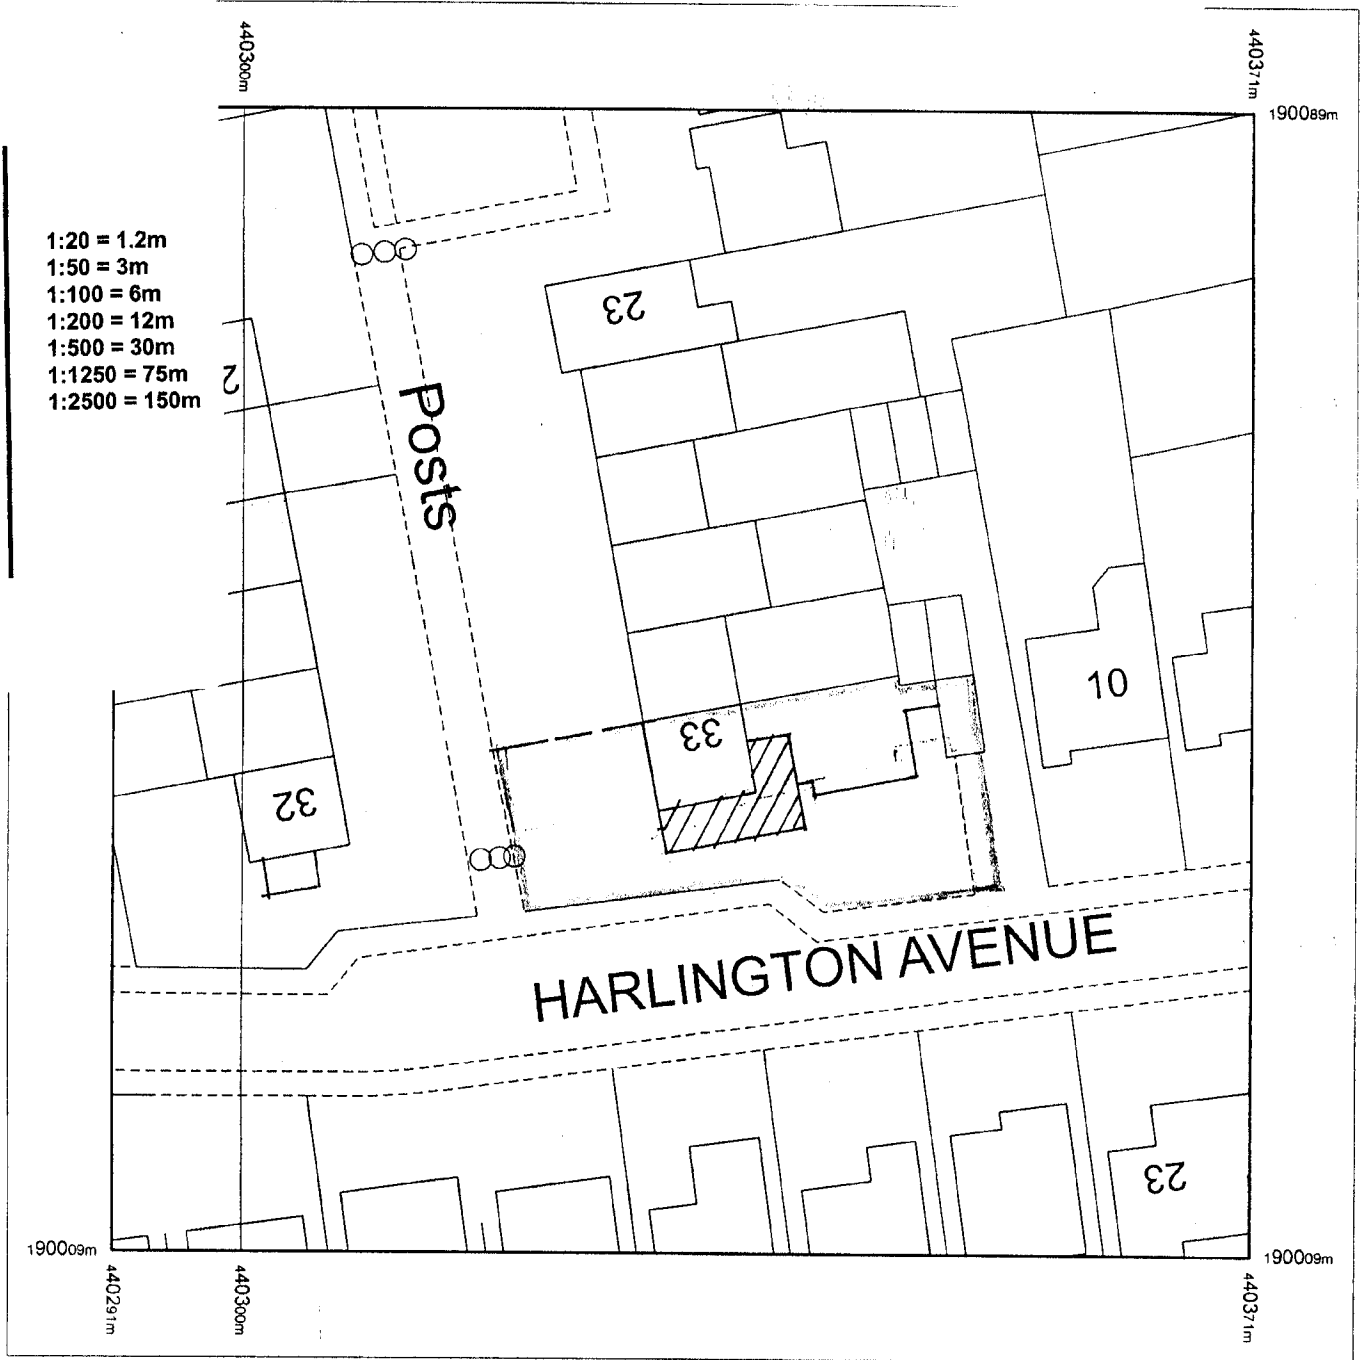 44030₀m
44037₁m
19008₉m
1:20 = 1.2m
1:50 = 3m
1:100 = 6m
1:200 = 12m
1:500 = 30m
1:1250 = 75m
1:2500 = 150m
2
23
Posts
10
33
32
HARLINGTON AVENUE
23
190009m
190009m
440291m
440300m
440371m